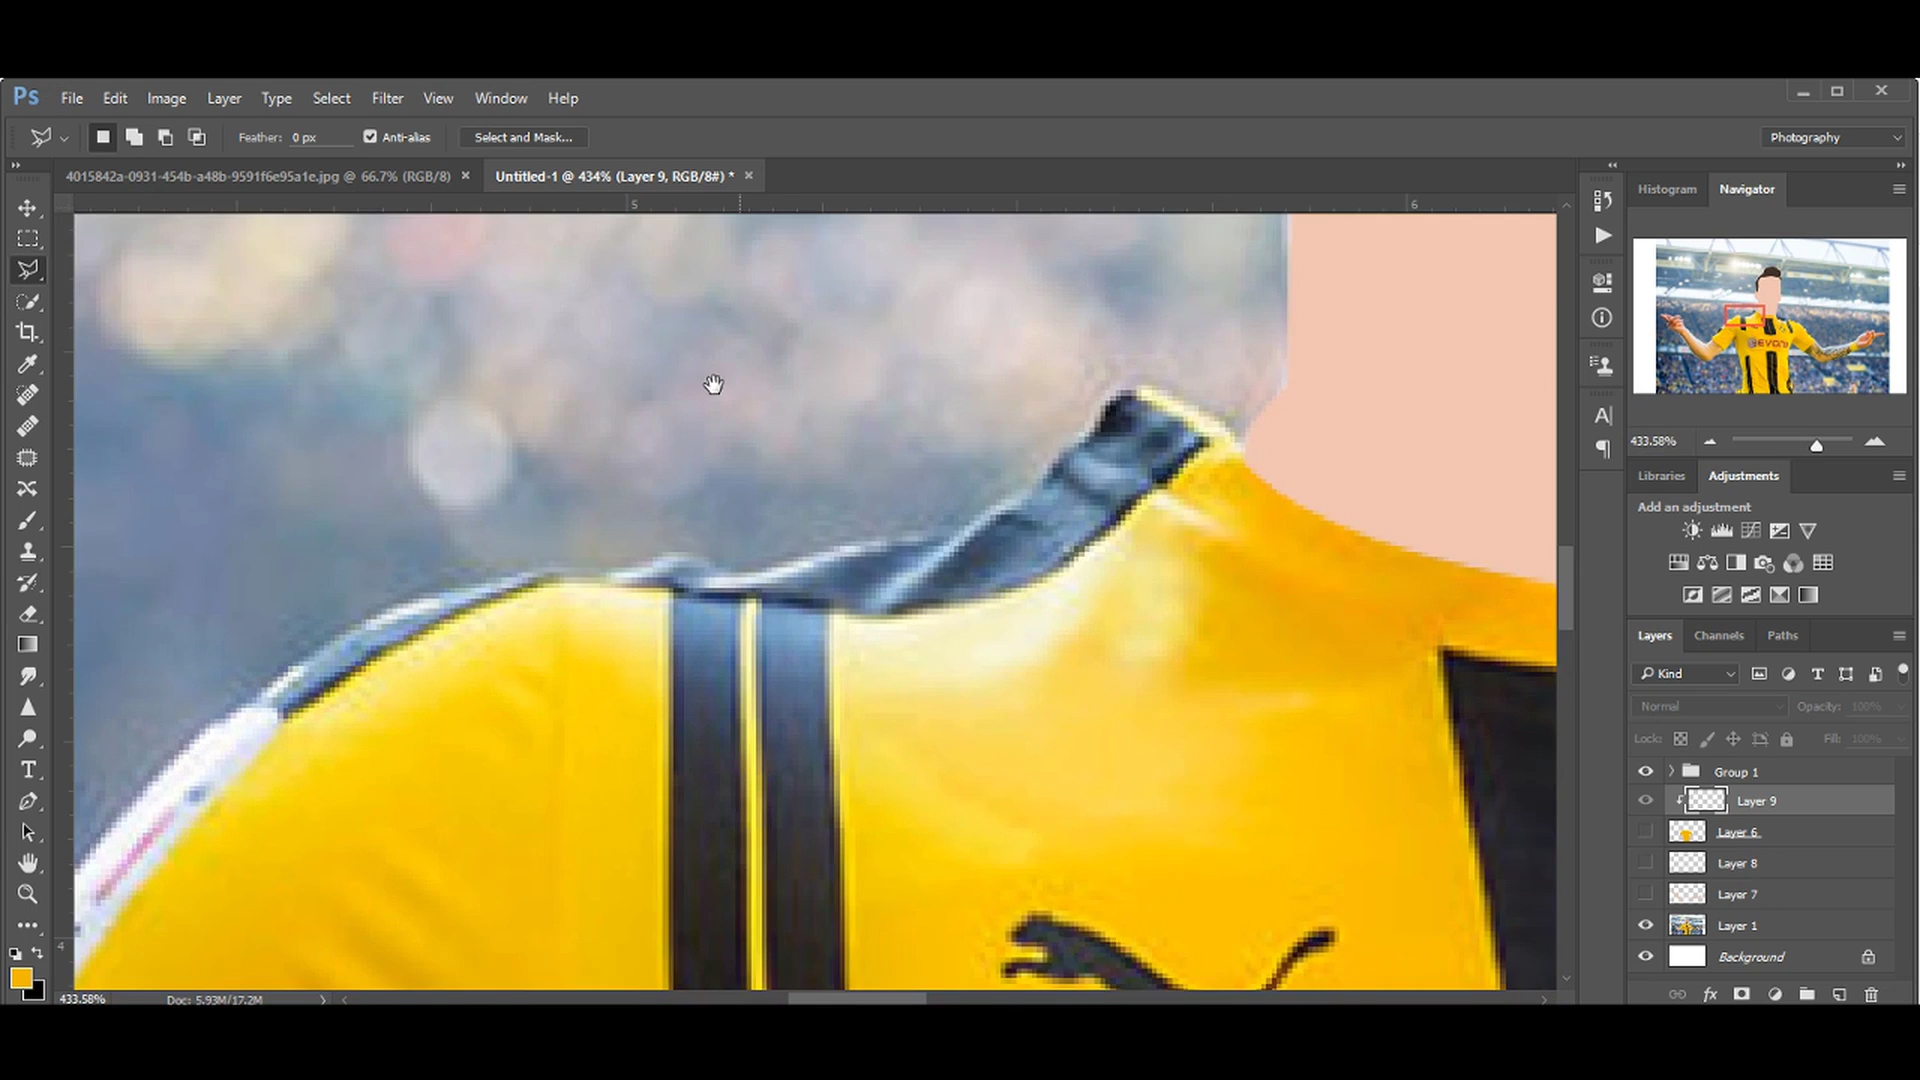 Ps File Edit Image Layer Type Select Filter View Window Help
Feather: 0 px Anti-alias Select and Mask... Photography
4015842a-0931-454b-a48b-9591f6e95a1e.jpg @ 66.7% (RGB/8) × Untitled-1 @ 434% (Layer 9, RGB/8#) * ×
5 6
4
Histogram Navigator
EVONI
433.58%
Libraries Adjustments
Add an adjustment
Layers Channels Paths
Kind
Normal Opacity: 100%
Lock: Fill: 100%
Group 1
Layer 9
Layer 6
Layer 8
Layer 7
Layer 1
Background
433.58% Doc: 5.93M/17.2M